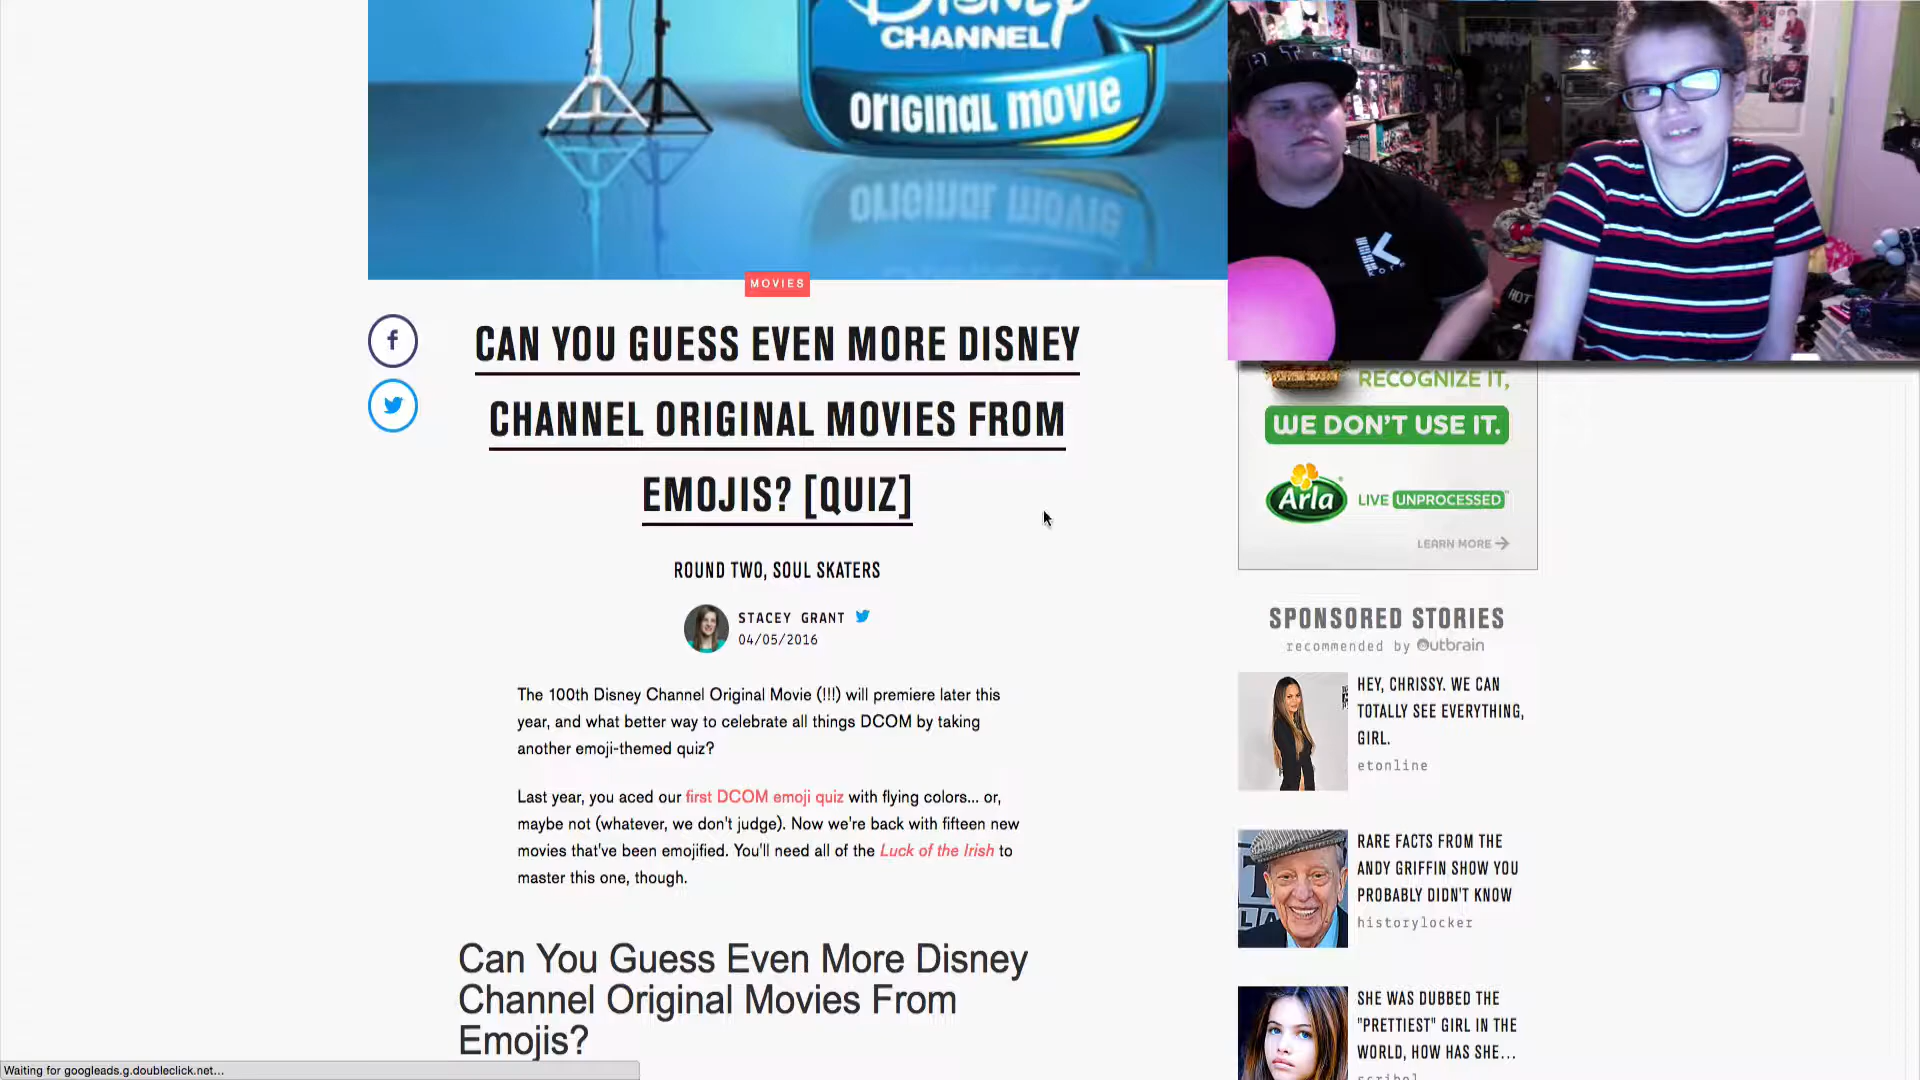 Disney
CHANNEL
original movie
MOVIES
CAN YOU GUESS EVEN MORE DISNEY
CHANNEL ORIGINAL MOVIES FROM
EMOJIS? [QUIZ]
ROUND TWO, SOUL SKATERS
STACEY GRANT
04/05/2016
The 100th Disney Channel Original Movie (!!!) will premiere later this
year, and what better way to celebrate all things DCOM by taking
another emoji-themed quiz?
Last year, you aced our first DCOM emoji quiz with flying colors... or,
maybe not (whatever, we don't judge). Now we're back with fifteen new
movies that've been emojified. You'll need all of the Luck of the Irish to
master this one, though.
Can You Guess Even More Disney
Channel Original Movies From
Emojis?
RECOGNIZE IT,
WE DON'T USE IT.
Arla LIVE UNPROCESSED
LEARN MORE
SPONSORED STORIES
recommended by Outbrain
HEY, CHRISSY. WE CAN
TOTALLY SEE EVERYTHING,
GIRL.
etonline
RARE FACTS FROM THE
ANDY GRIFFIN SHOW YOU
PROBABLY DIDN'T KNOW
historylocker
SHE WAS DUBBED THE
"PRETTIEST" GIRL IN THE
WORLD, HOW HAS SHE...
scribol
Waiting for googleads.g.doubleclick.net...